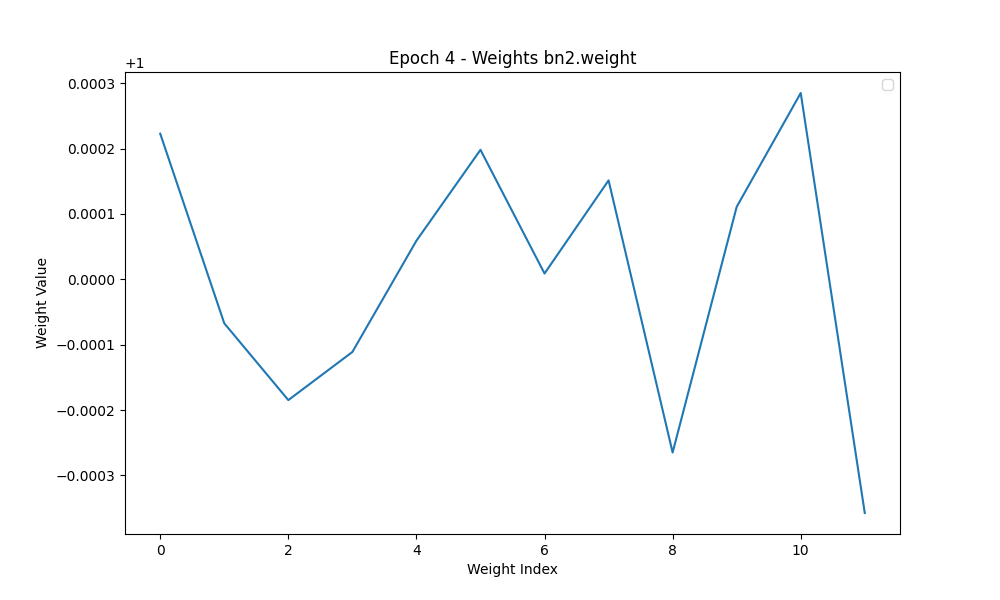 Epoch 4 - Weights bn2.weight
+1
0.0003
0.0002
0.0001
0.0000
−0.0001
−0.0002
−0.0003
Weight Value
0 2 4 6 8 10
Weight Index